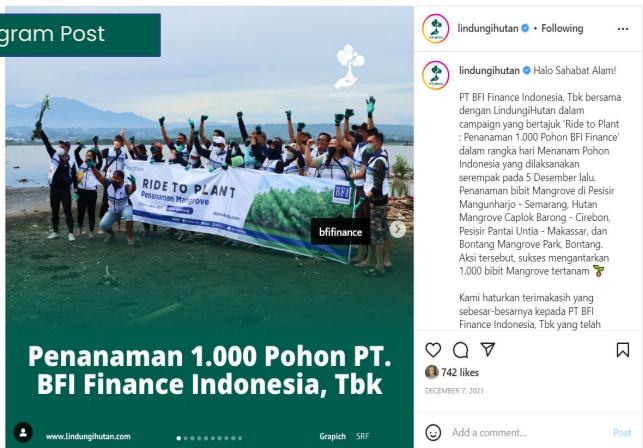 gram Post
lindungihutan
RIDE TO PLANT
Penanaman Mangrove
BFI
bfifinance
Penanaman 1.000 Pohon PT.
BFI Finance Indonesia, Tbk
www.lindungihutan.com
Grapich SRF
lindungihutan • Following
lindungihutan Halo Sahabat Alam!
PT BFI Finance Indonesia, Tbk bersama
dengan LindungiHutan dalam
campaign yang bertajuk 'Ride to Plant
: Penanaman 1.000 Pohon BFI Finance'
dalam rangka hari Menanam Pohon
Indonesia yang dilaksanakan
serempak pada 5 Desember lalu.
Penanaman bibit Mangrove di Pesisir
Mangunharjo - Semarang, Hutan
Mangrove Caplok Barong - Cirebon,
Pesisir Pantai Untia - Makassar, dan
Bontang Mangrove Park, Bontang.
Aksi tersebut, sukses mengantarkan
1.000 bibit Mangrove tertanam 🌱
Kami haturkan terimakasih yang
sebesar-besarnya kepada PT BFI
Finance Indonesia, Tbk yang telah
742 likes
DECEMBER 7, 2021
Add a comment...
Post